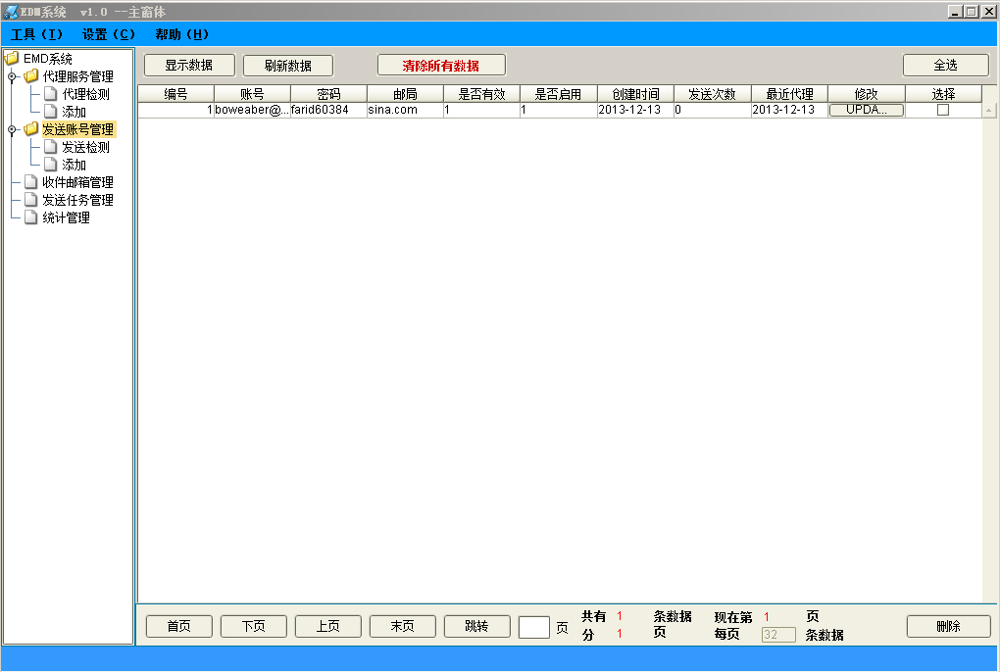 EDM系统 v1.0 --主窗体
工具 (T) 设置 (C) 帮助 (H)
EMD系统
代理服务管理
代理检测
添加
发送账号管理
发送检测
添加
收件邮箱管理
发送任务管理
统计管理
显示数据 刷新数据 清除所有数据 全选
编号 账号 密码 邮局 是否有效 是否启用 创建时间 发送次数 最近代理 修改 选择
1 boweaber@... farid60384 sina.com 1 1 2013-12-13 0 2013-12-13 UPDA...
首页 下页 上页 末页 跳转 页 共有 1 条数据 现在第 1 页 删除
分 1 页 每页 32 条数据